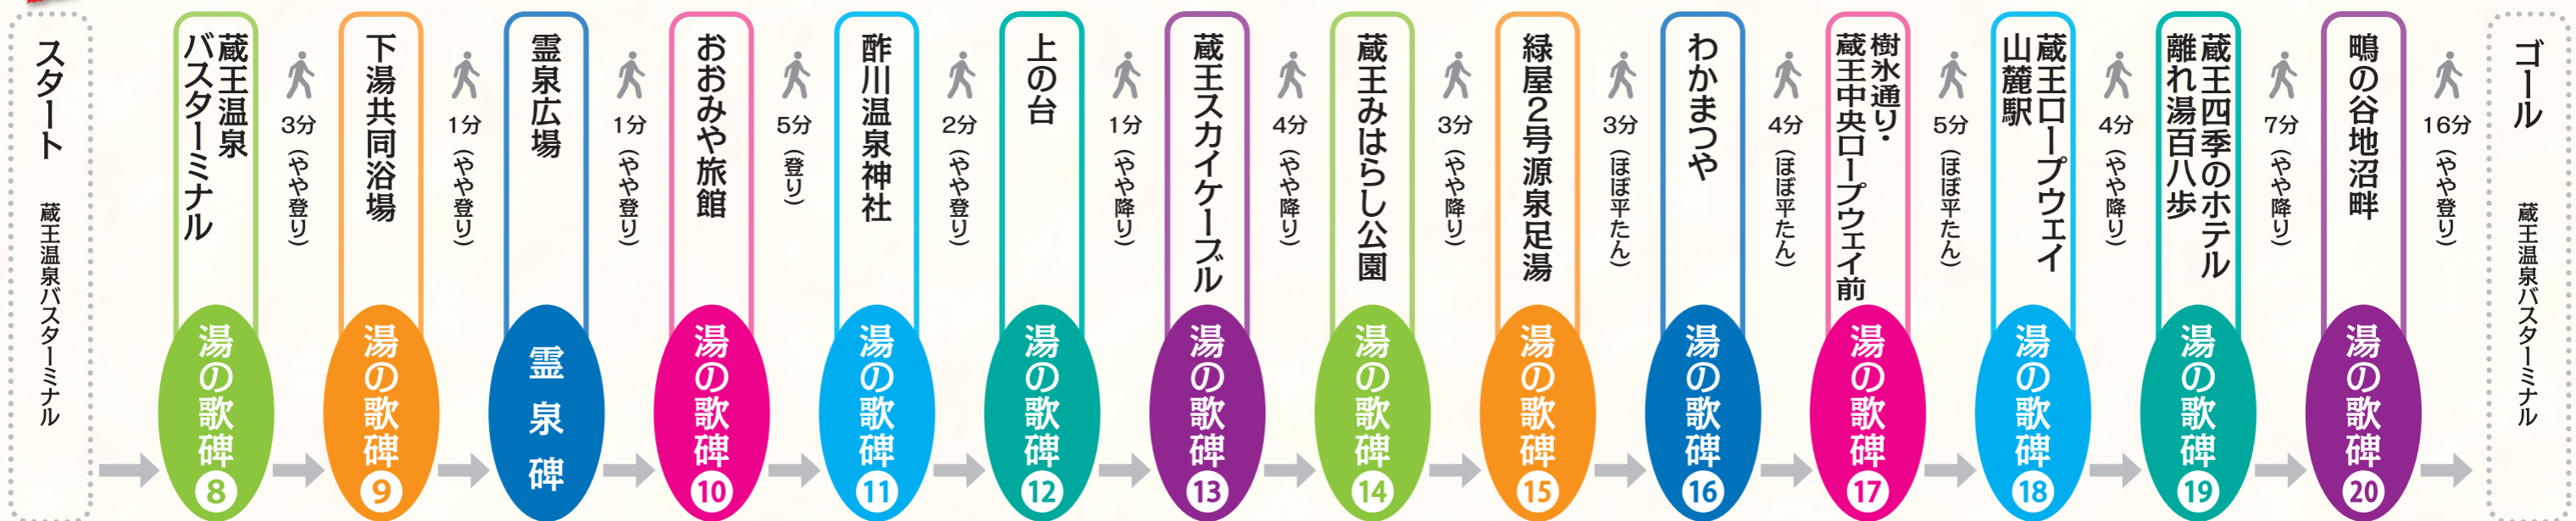 スタート
蔵王温泉バスターミナル
蔵王温泉
バスターミナル
湯の歌碑
8
3分
(やや登り)
下湯共同浴場
湯の歌碑
9
1分
(やや登り)
霊泉広場
霊泉碑
1分
(やや登り)
おおみや旅館
湯の歌碑
10
5分
(登り)
酢川温泉神社
湯の歌碑
11
2分
(やや登り)
上の台
湯の歌碑
12
1分
(やや降り)
蔵王スカイケーブル
湯の歌碑
13
4分
(やや降り)
蔵王みはらし公園
湯の歌碑
14
3分
(やや降り)
緑屋2号源泉足湯
湯の歌碑
15
3分
(ほぼ平たん)
わかまつや
湯の歌碑
16
4分
(ほぼ平たん)
樹氷通り・
蔵王中央ロープウエイ前
湯の歌碑
17
5分
(ほぼ平たん)
蔵王ロープウェイ
山麓駅
湯の歌碑
18
4分
(やや降り)
蔵王四季のホテル
離れ湯百八歩
湯の歌碑
19
7分
(やや降り)
鴫の谷地沼畔
湯の歌碑
20
16分
(やや登り)
ゴール
蔵王温泉バスターミナル